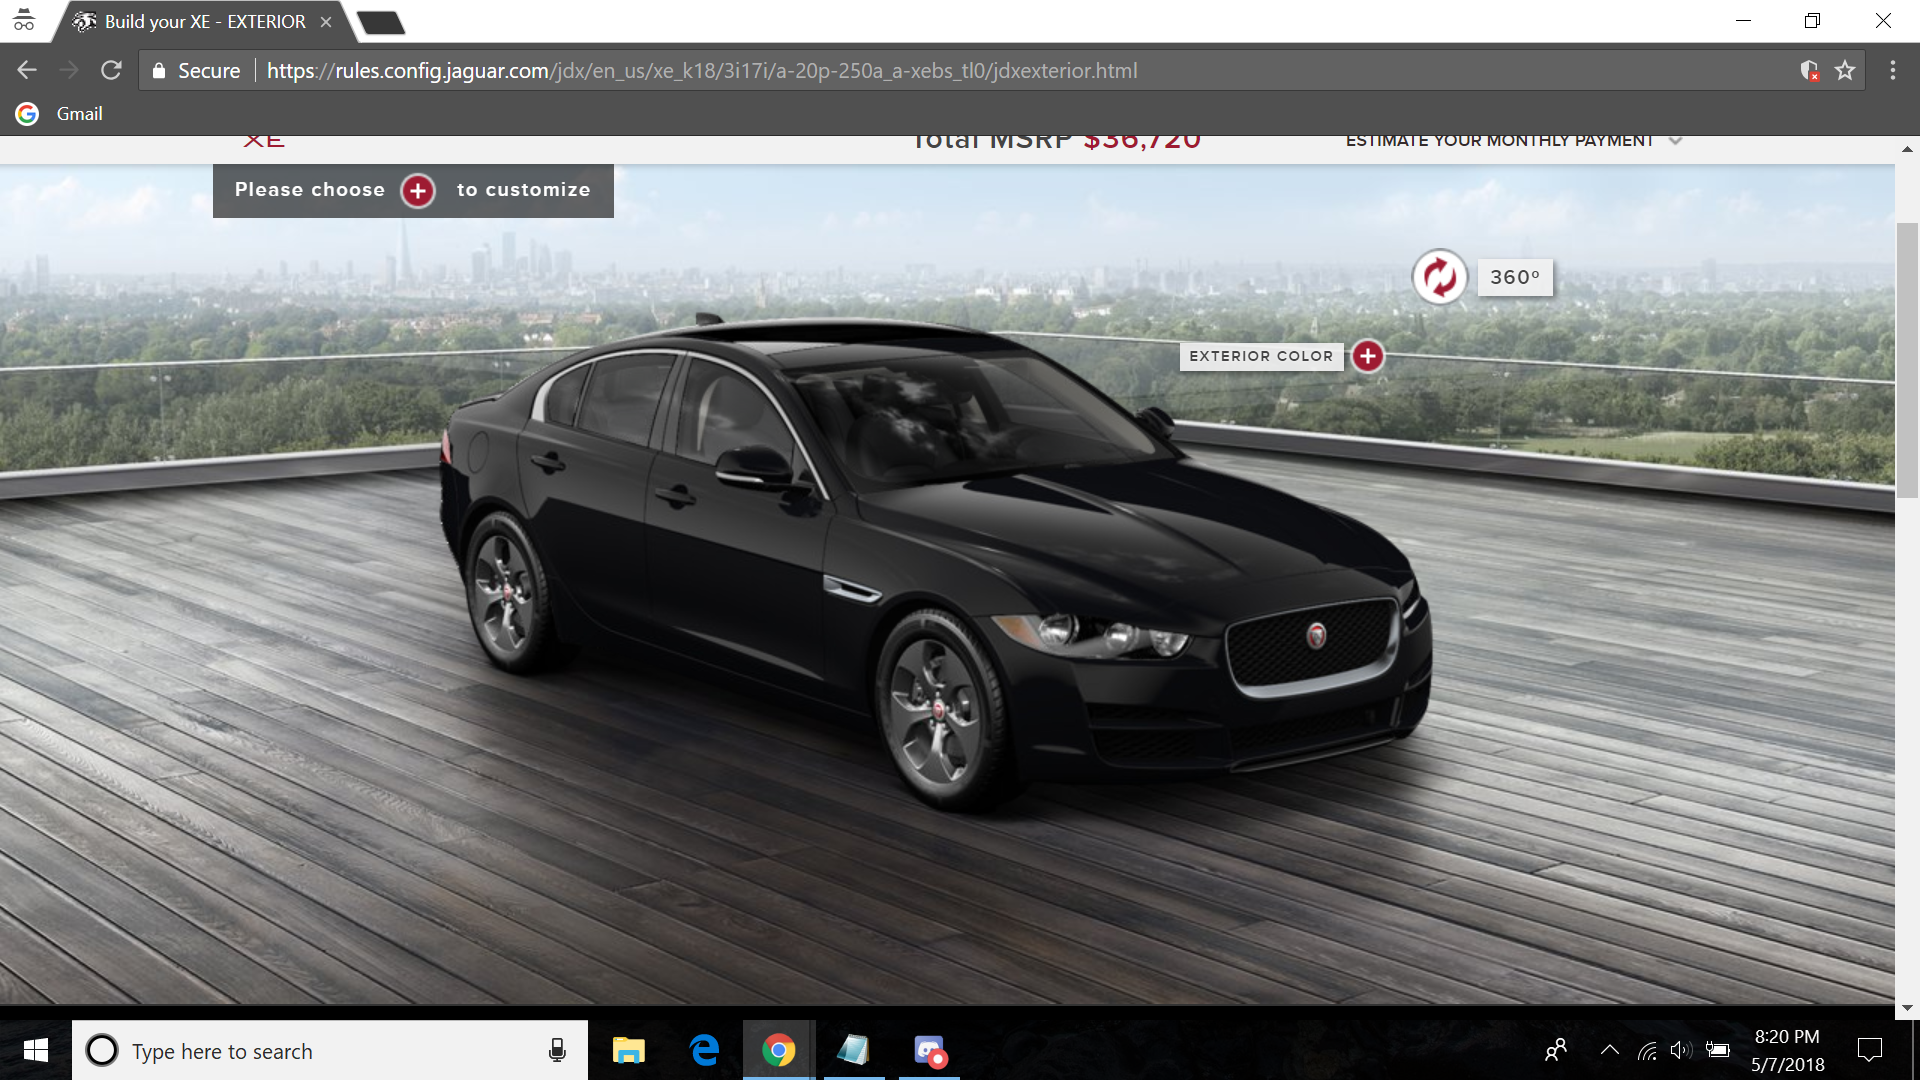 Build your XE - EXTERIOR
Secure
https://rules.config.jaguar.com/jdx/en_us/xe_k18/3i17i/a-20p-250a_a-xebs_tl0/jdxexterior.html
Gmail
XE
Total MSRP $36,720
ESTIMATE YOUR MONTHLY PAYMENT
Please choose + to customize
360°
EXTERIOR COLOR
Type here to search
8:20 PM
5/7/2018